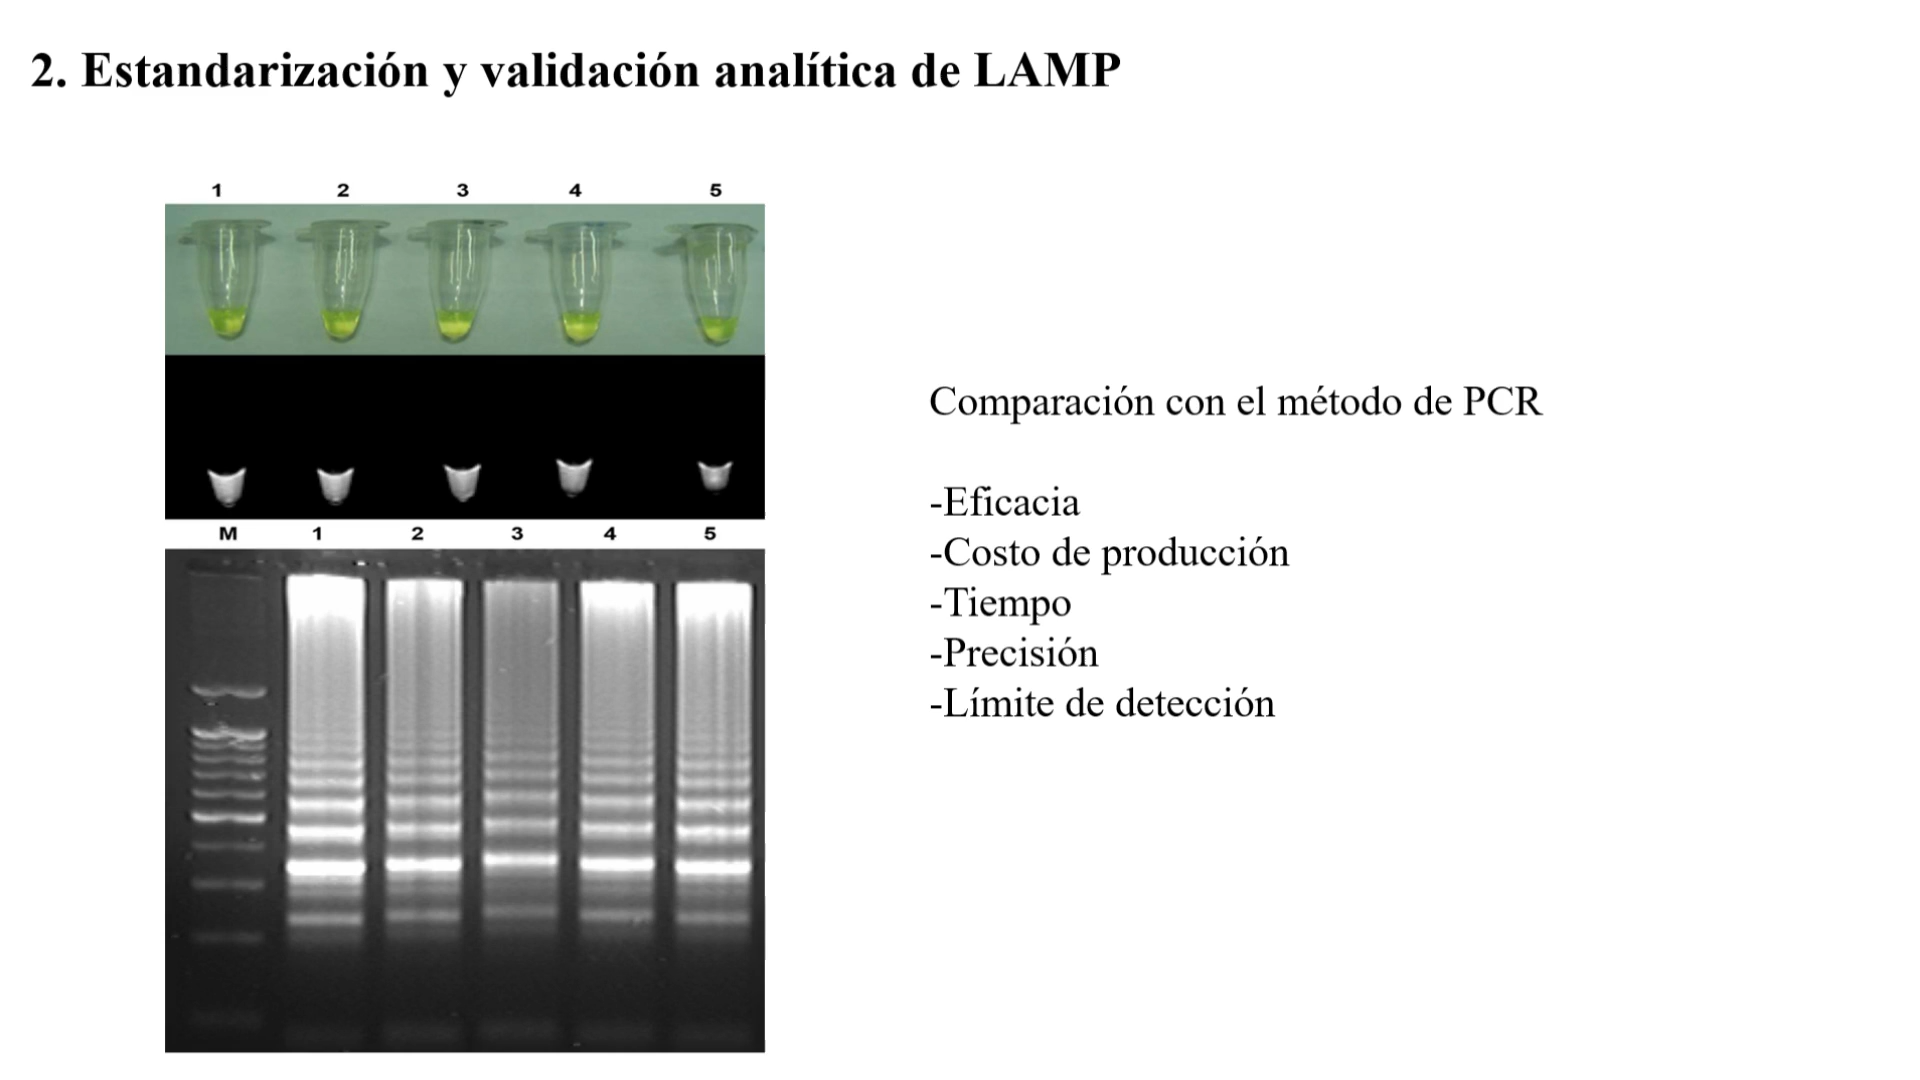 2. Estandarización y validación analítica de LAMP
1 2 3 4 5
M 1 2 3 4 5
Comparación con el método de PCR
-Eficacia
-Costo de producción
-Tiempo
-Precisión
-Límite de detección